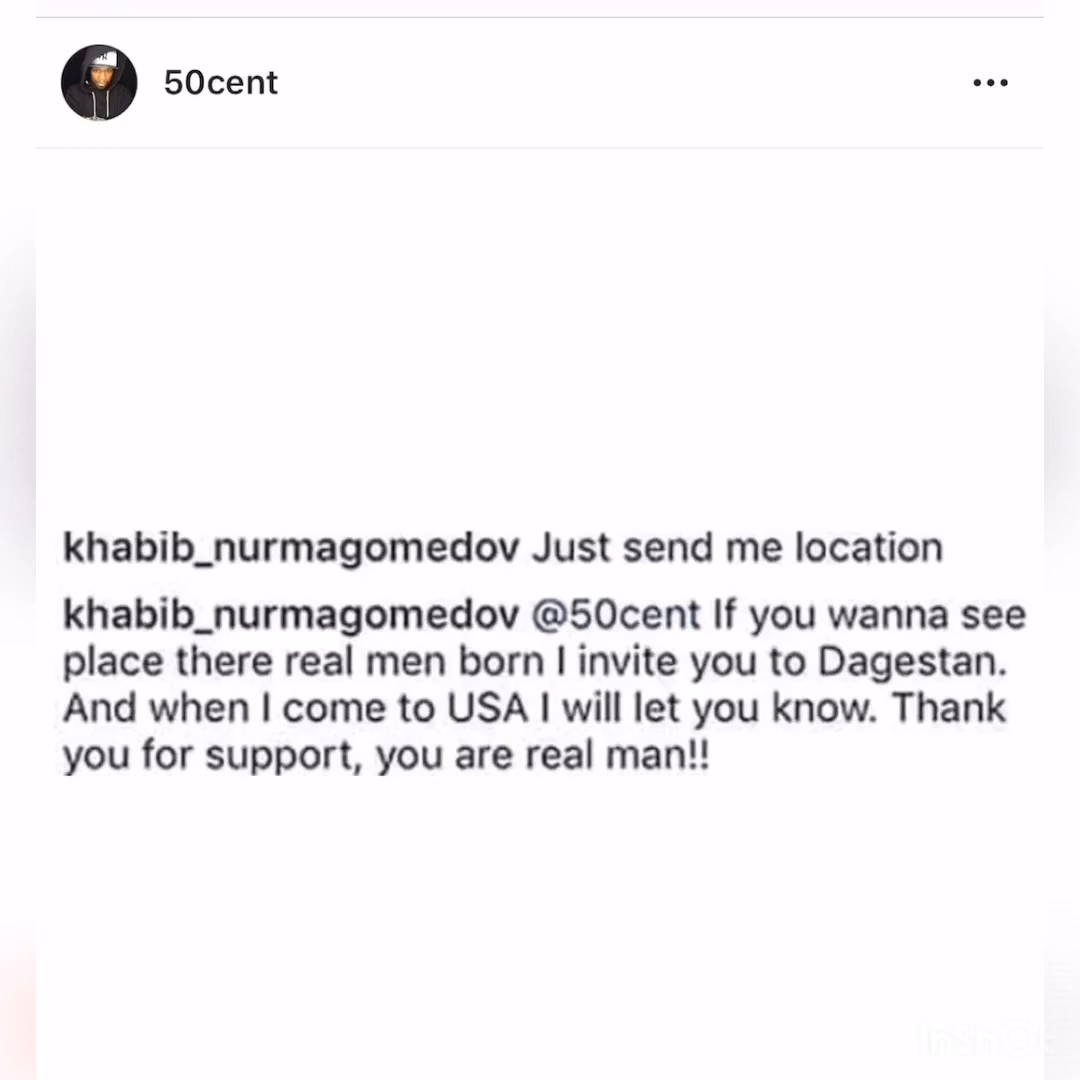 50cent
khabib_nurmagomedov Just send me location
khabib_nurmagomedov @50cent If you wanna see
place there real men born I invite you to Dagestan.
And when I come to USA I will let you know. Thank
you for support, you are real man!!